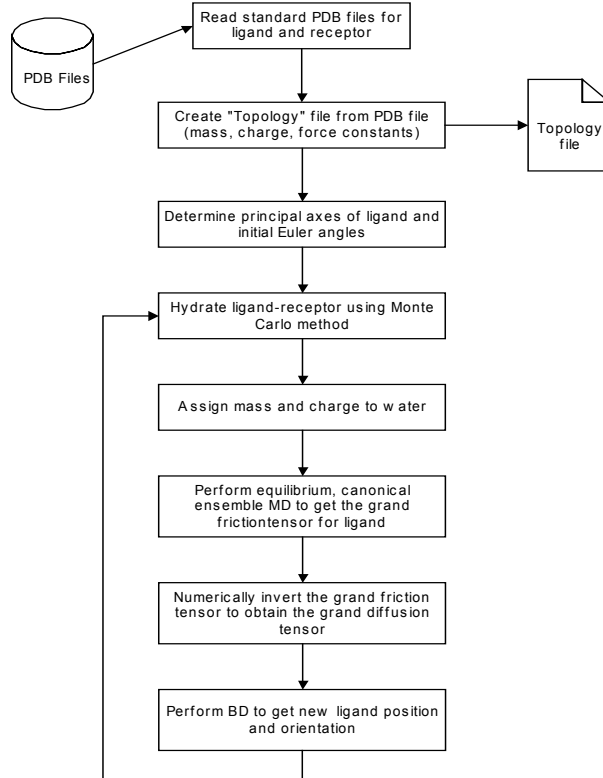 Read standard PDB files for
ligand and receptor
PDB Files
Create "Topology" file from PDB file
(mass, charge, force constants)
Topology
file
Determine principal axes of ligand and
initial Euler angles
Hydrate ligand-receptor using Monte
Carlo method
Assign mass and charge to water
Perform equilibrium, canonical
ensemble MD to get the grand
frictiontensor for ligand
Numerically invert the grand friction
tensor to obtain the grand diffusion
tensor
Perform BD to get new ligand position
and orientation